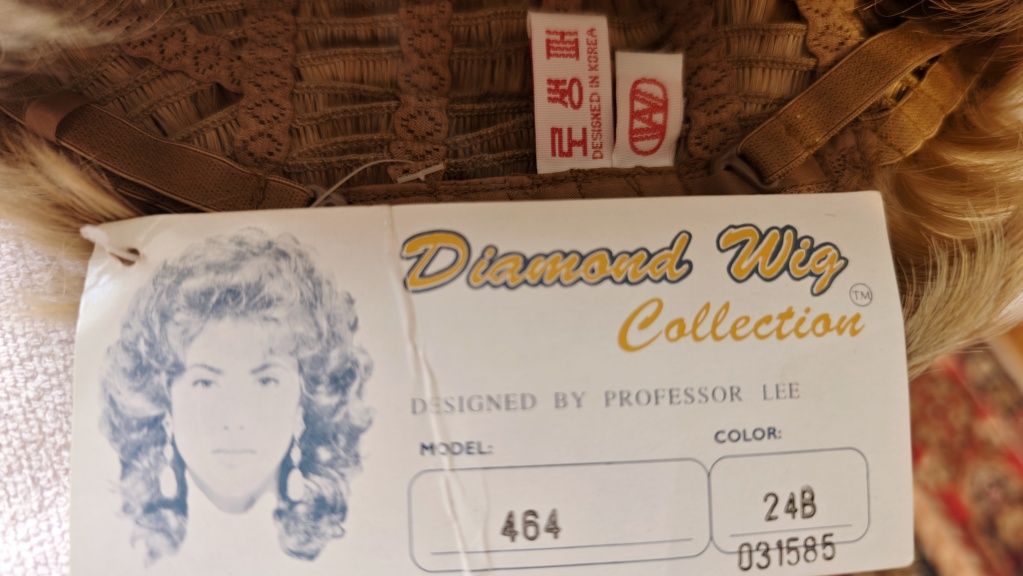 DESIGNED IN KOREA
W
Diamond Wig
Collection TM
DESIGNED BY PROFESSOR LEE
MODEL:
COLOR:
464
24B
031585